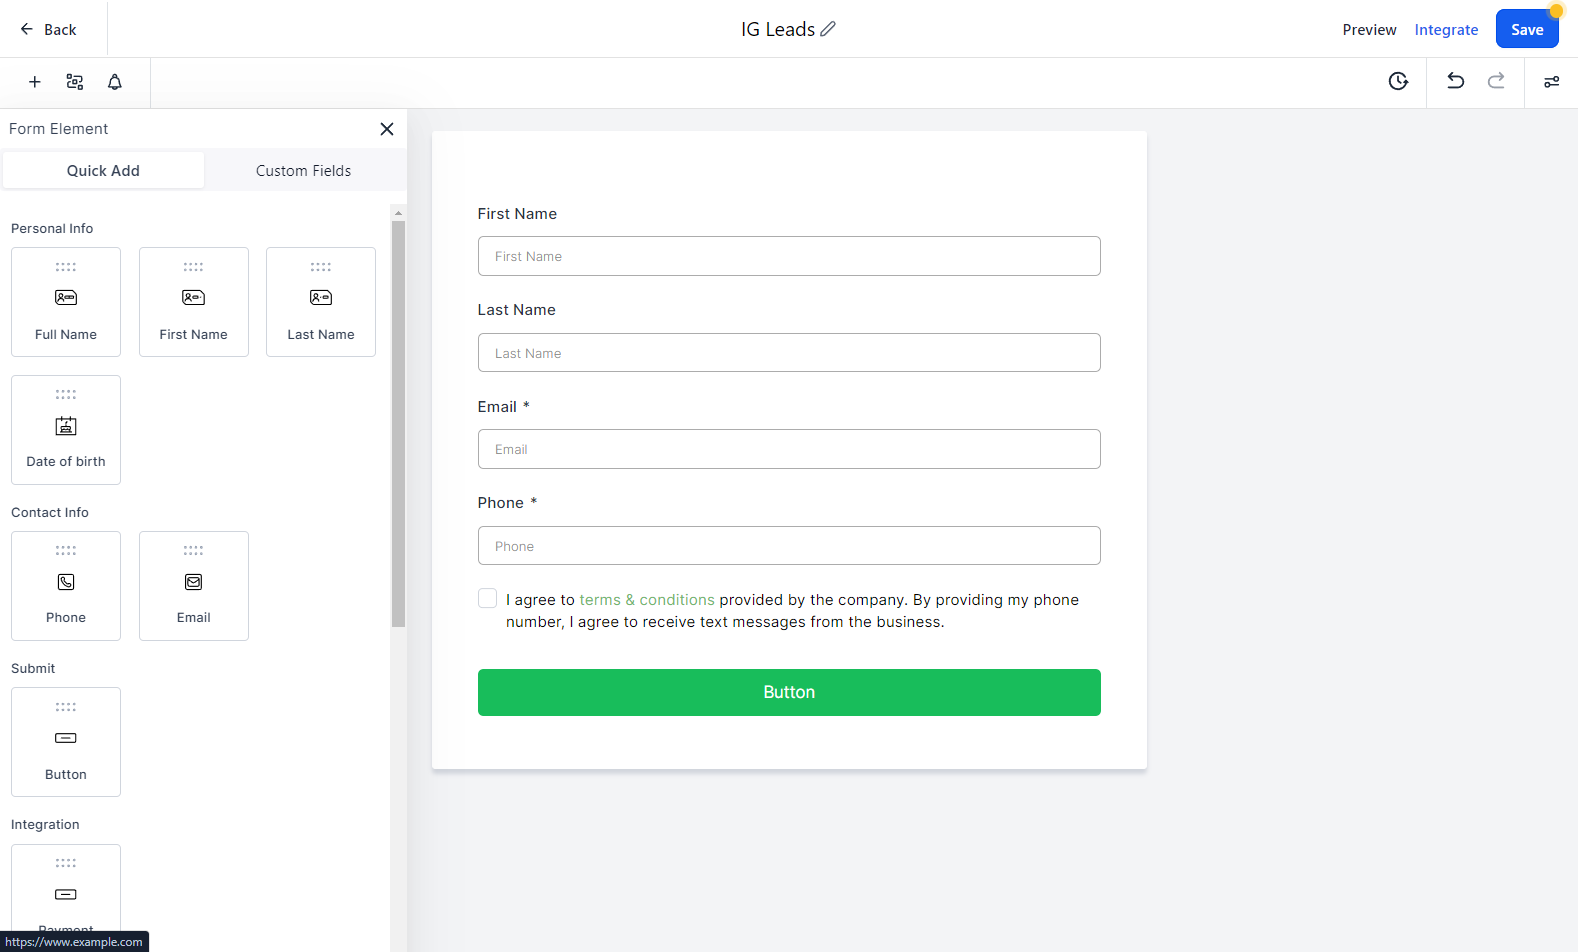 Back
IG Leads
Preview
Integrate
Save
Form Element
Quick Add
Custom Fields
Personal Info
Full Name
First Name
Last Name
Date of birth
Contact Info
Phone
Email
Submit
Button
Integration
Payment
https://www.example.com
First Name
First Name
Last Name
Last Name
Email *
Email
Phone *
Phone
I agree to terms & conditions provided by the company. By providing my phone
number, I agree to receive text messages from the business.
Button